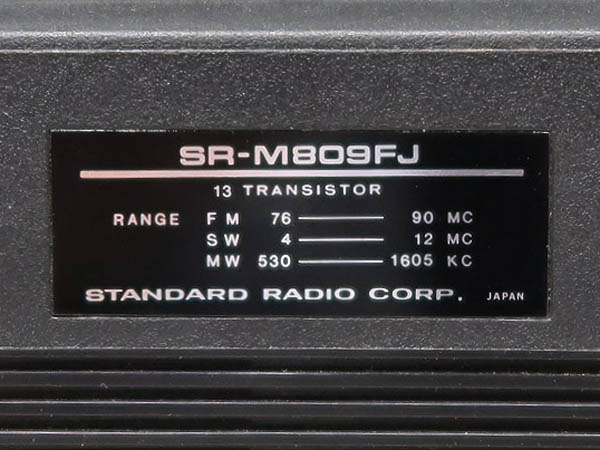 SR-M809FJ
13 TRANSISTOR
RANGE FM 76 — 90 MC
SW 4 — 12 MC
MW 530 — 1605 KC
STANDARD RADIO CORP. JAPAN